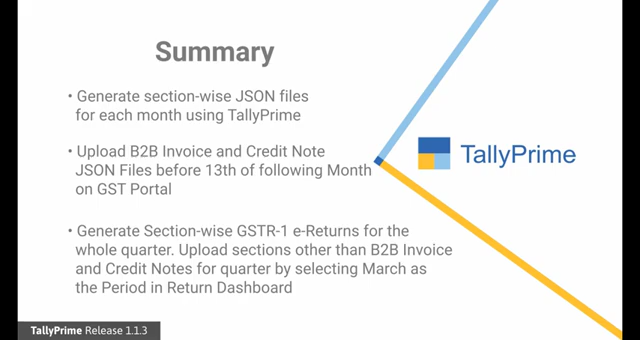 Summary
• Generate section-wise JSON files
for each month using TallyPrime
• Upload B2B Invoice and Credit Note
JSON Files before 13th of following Month
on GST Portal
• Generate Section-wise GSTR-1 e-Returns for the
whole quarter. Upload sections other than B2B Invoice
and Credit Notes for quarter by selecting March as
the Period in Return Dashboard
TallyPrime
TallyPrime Release 1.1.3